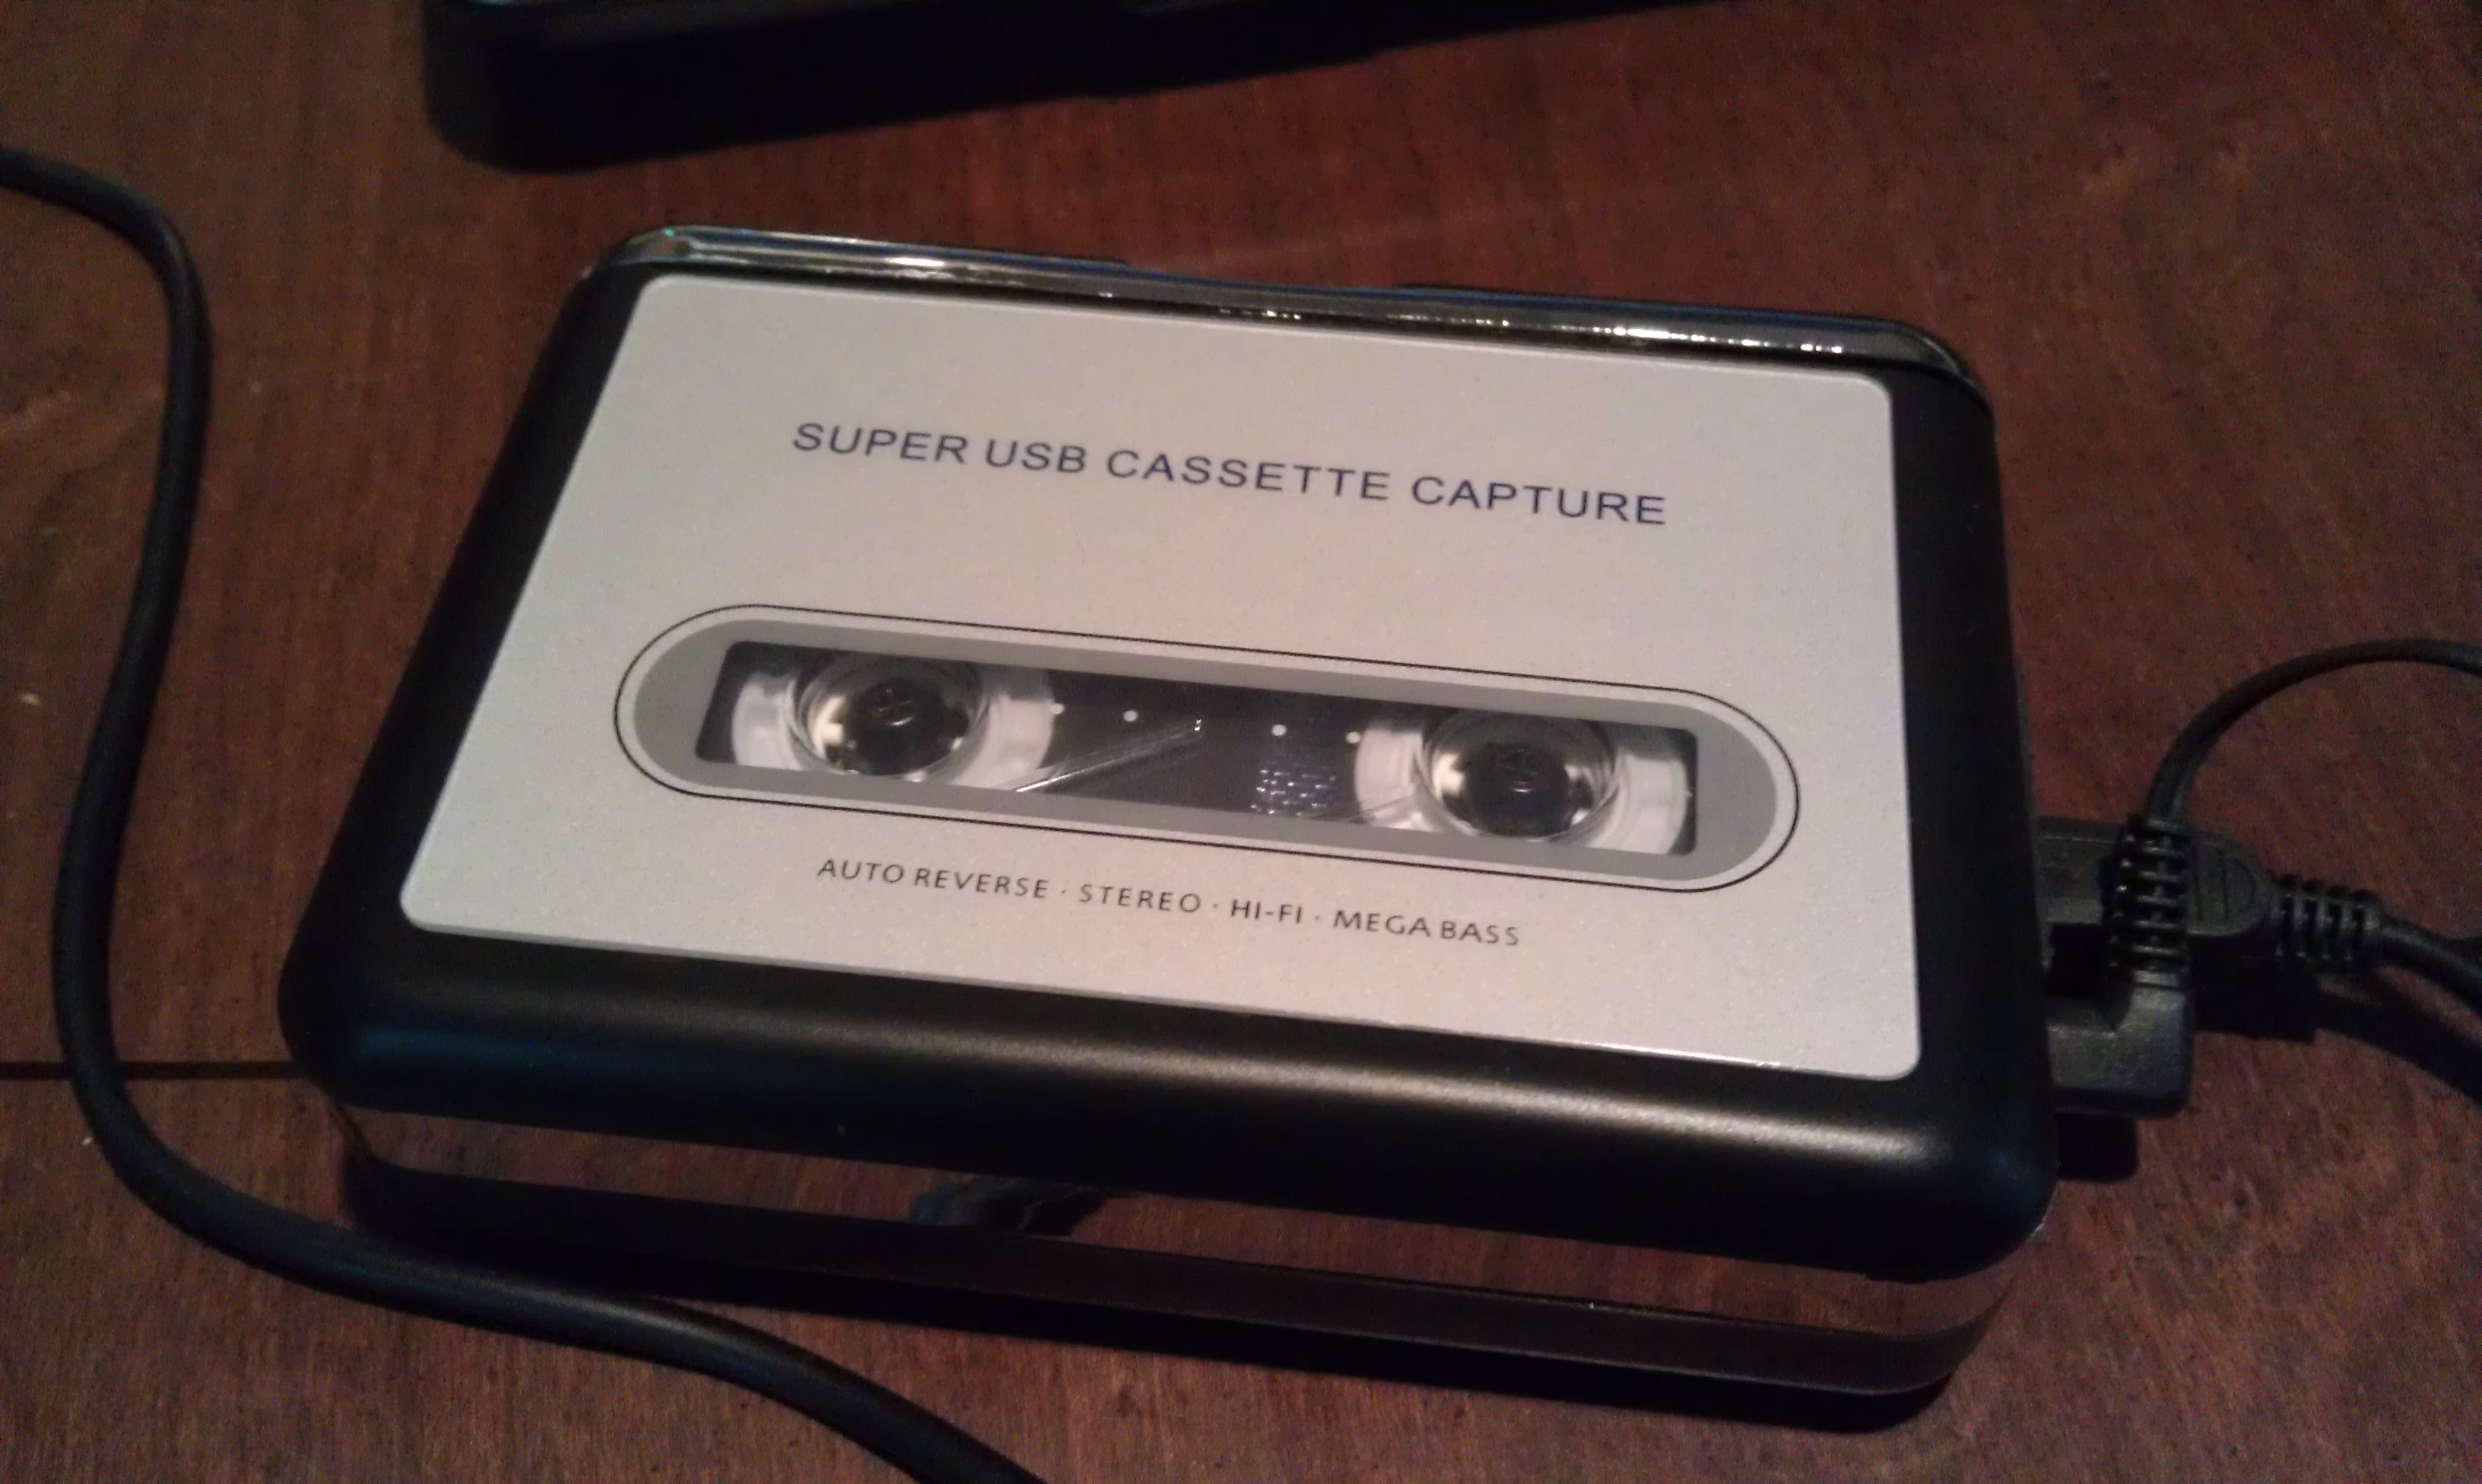 SUPER USB CASSETTE CAPTURE
AUTO REVERSE · STEREO · HI-FI · MEGA BASS